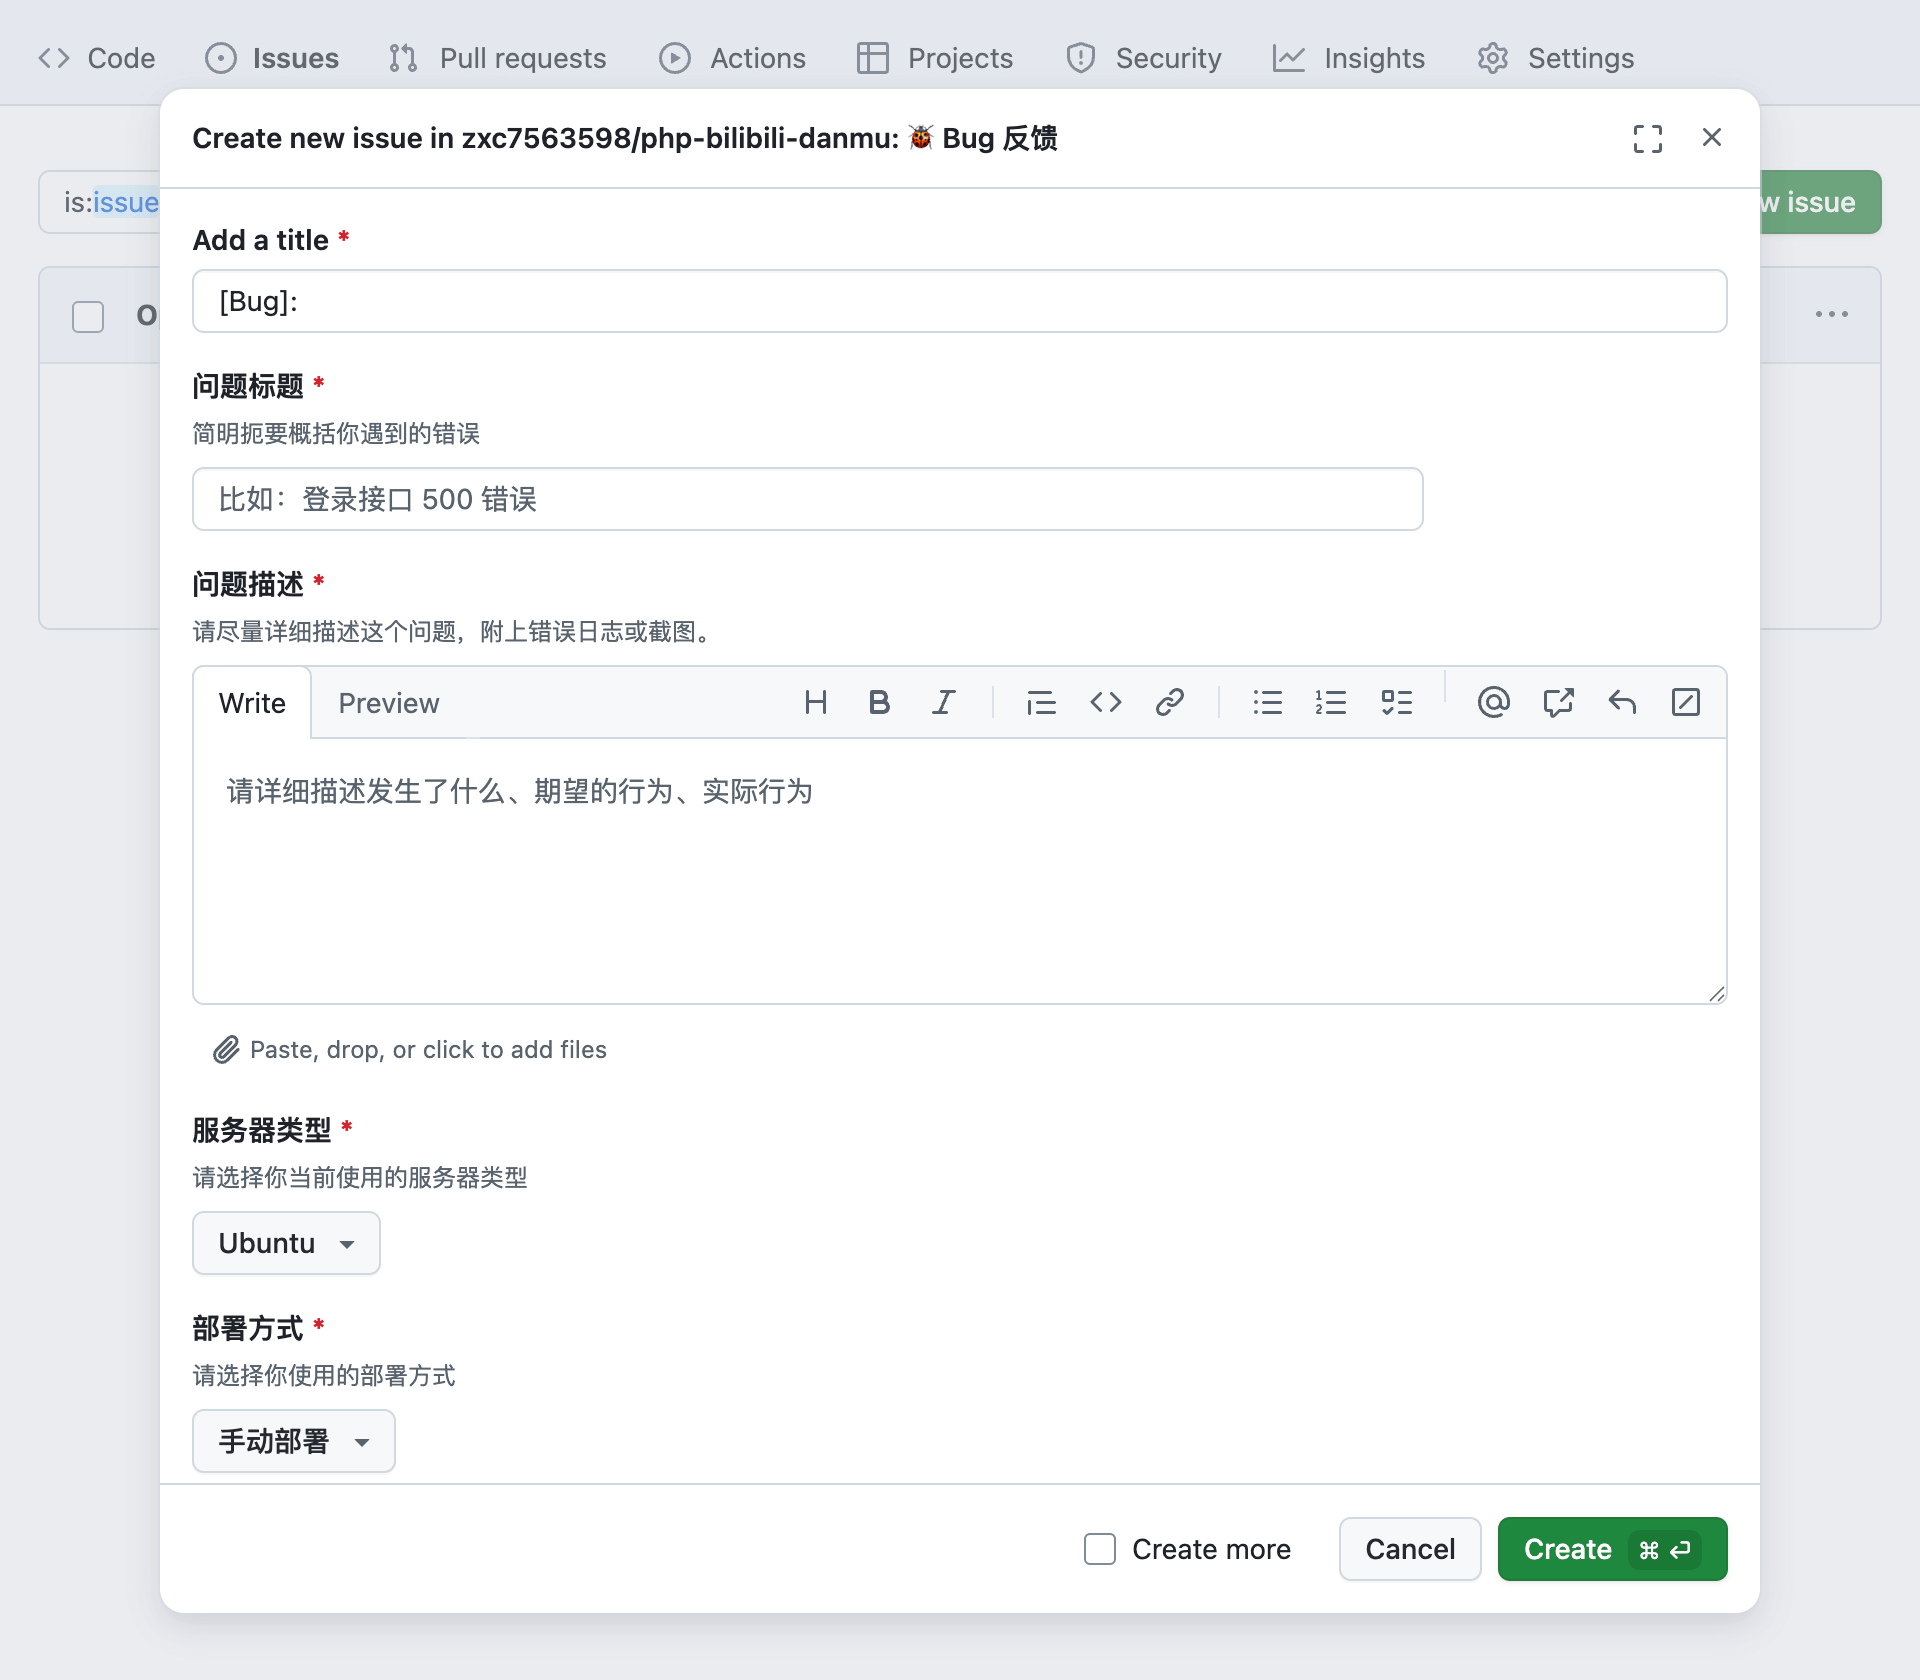 Code Issues Pull requests Actions Projects Security Insights Settings
Create new issue in zxc7563598/php-bilibili-danmu: 🐞 Bug 反馈
is:issue
w issue
Add a title *
[Bug]:
问题标题 *
简明扼要概括你遇到的错误
比如：登录接口 500 错误
问题描述 *
请尽量详细描述这个问题，附上错误日志或截图。
Write Preview
请详细描述发生了什么、期望的行为、实际行为
Paste, drop, or click to add files
服务器类型 *
请选择你当前使用的服务器类型
Ubuntu
部署方式 *
请选择你使用的部署方式
手动部署
Create more Cancel Create ⌘ ⏎